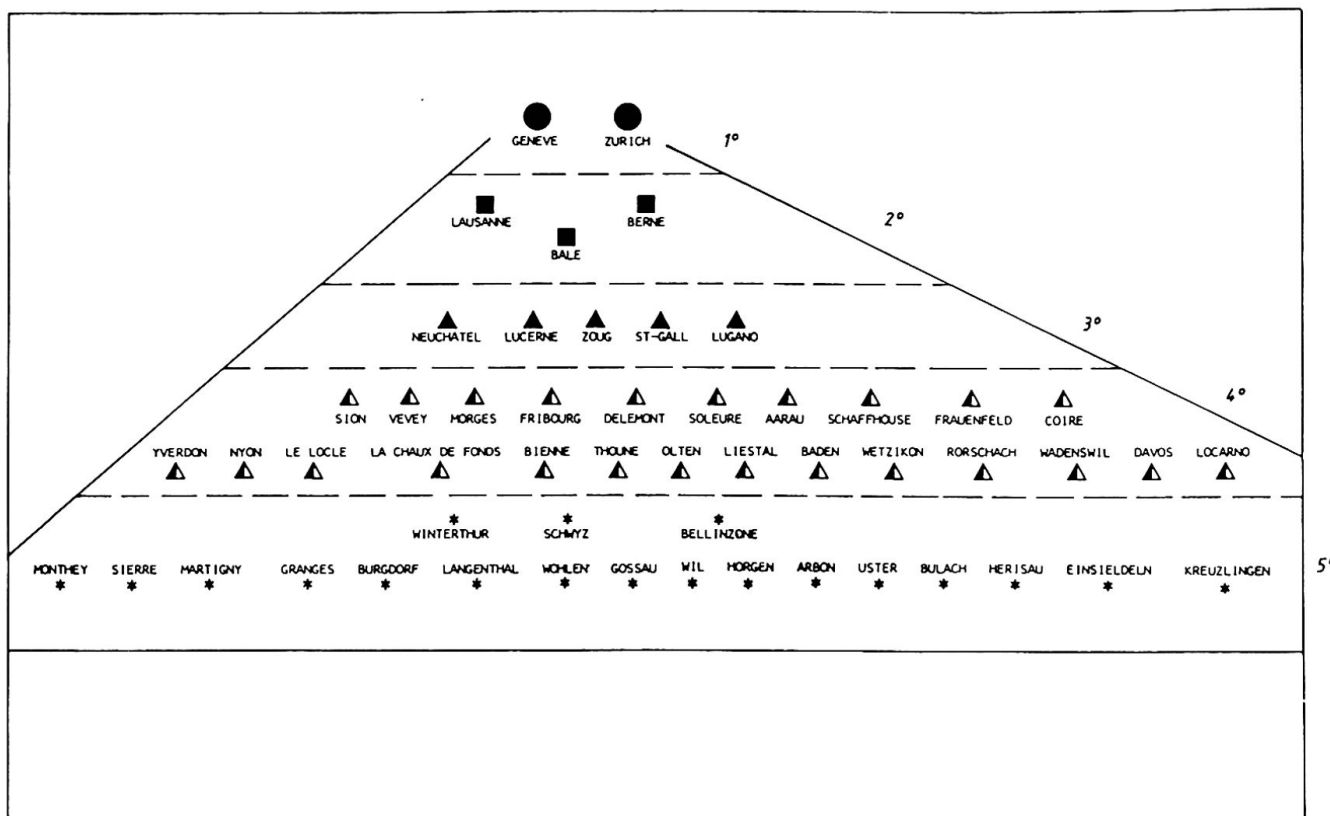 GENEVE ZURICH 1°
LAUSANNE BERNE 2°
BALE
NEUCHATEL LUCERNE ZOUG ST-GALL LUGANO 3°
SION VEVEY MORGES FRIBOURG DELEMONT SOLEURE AARAU SCHAFFHOUSE FRAUENFELD COIRE 4°
YVERDON NYON LE LOCLE LA CHAUX DE FONDS BIENNE THOUNE OLTEN LIESTAL BADEN WETZIKON RORSCHACH WADENSWIL DAVOS LOCARNO
WINTERTHUR SCHWYZ BELLINZONE
MONTHEY SIERRE MARTIGNY GRANGES BURGDORF LANGENTHAL WOHLEN GOSSAU WIL HORGEN ARBON USTER BULACH HERISAU EINSIELDELN KREUZLINGEN 5°